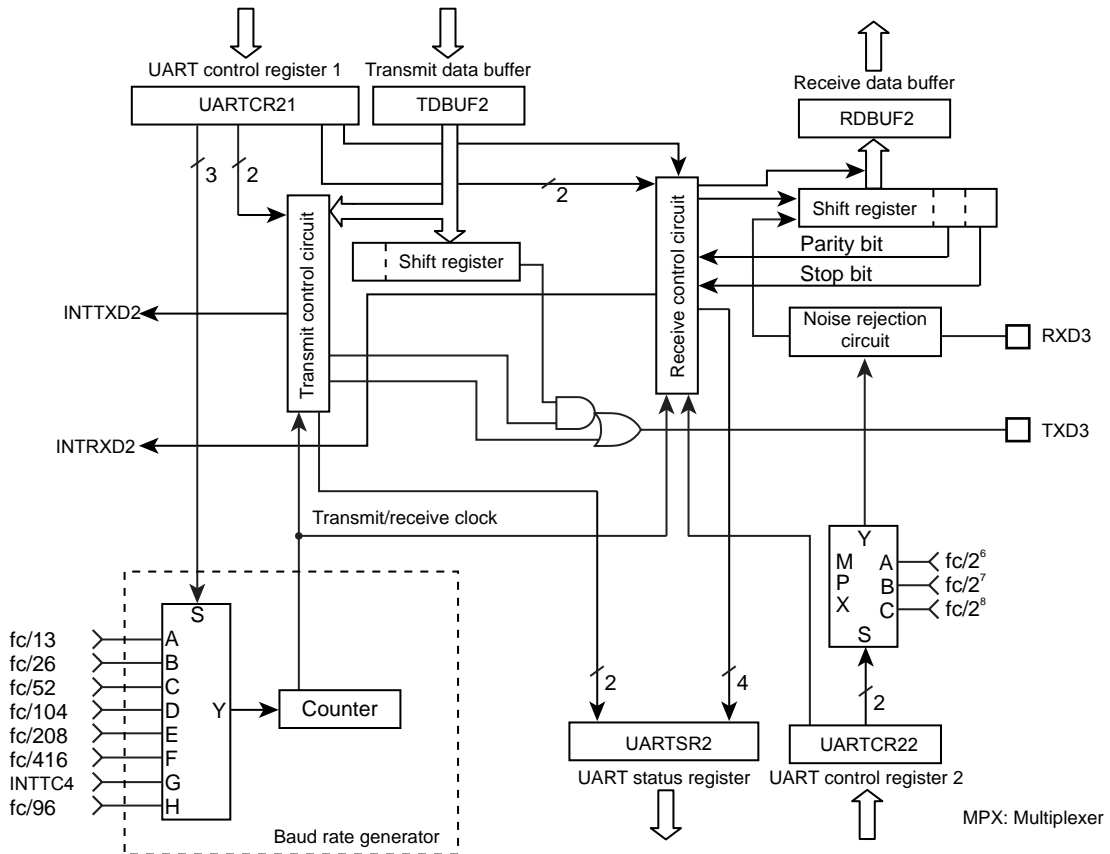 UART control register 1
Transmit data buffer
Receive data buffer
UARTCR21
TDBUF2
RDBUF2
3
2
2
Transmit control circuit
Shift register
Receive control circuit
Shift register
Parity bit
Stop bit
INTTXD2
Noise rejection
circuit
RXD3
INTRXD2
TXD3
Transmit/receive clock
Y
M
P
X
A
B
C
S
fc/2⁶
fc/2⁷
fc/2⁸
S
fc/13
A
fc/26
B
fc/52
C
fc/104
D
Y
Counter
fc/208
E
fc/416
F
INTTC4
G
fc/96
H
Baud rate generator
2
4
2
UARTSR2
UARTCR22
UART status register
UART control register 2
MPX: Multiplexer